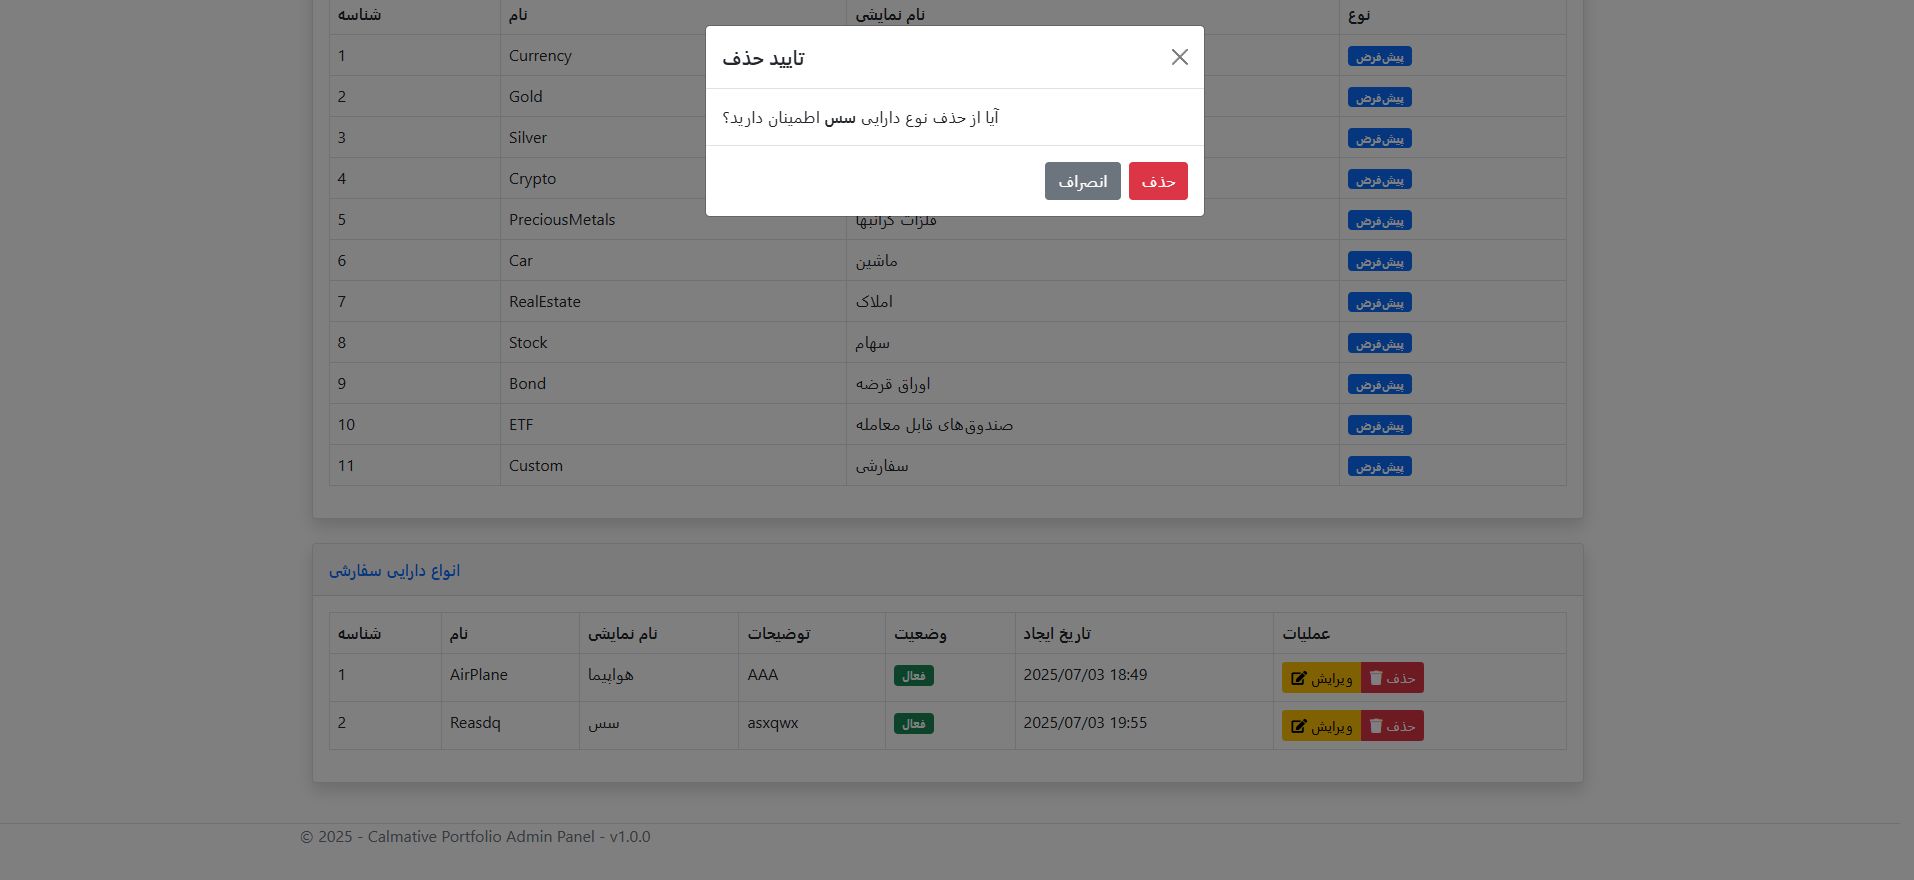 شناسه نام نام نمایشی نوع
تایید حذف
آیا از حذف نوع دارایی سس اطمینان دارید؟
انصراف حذف
1 Currency پیش‌فرض
2 Gold پیش‌فرض
3 Silver پیش‌فرض
4 Crypto پیش‌فرض
5 PreciousMetals فلزات گرانبها پیش‌فرض
6 Car ماشین پیش‌فرض
7 RealEstate املاک پیش‌فرض
8 Stock سهام پیش‌فرض
9 Bond اوراق قرضه پیش‌فرض
10 ETF صندوق‌های قابل معامله پیش‌فرض
11 Custom سفارشی پیش‌فرض
انواع دارایی سفارشی
شناسه نام نام نمایشی توضیحات وضعیت تاریخ ایجاد عملیات
1 AirPlane هواپیما AAA فعال 2025/07/03 18:49 ویرایش حذف
2 Reasdq سس asxqwx فعال 2025/07/03 19:55 ویرایش حذف
© 2025 - Calmative Portfolio Admin Panel - v1.0.0